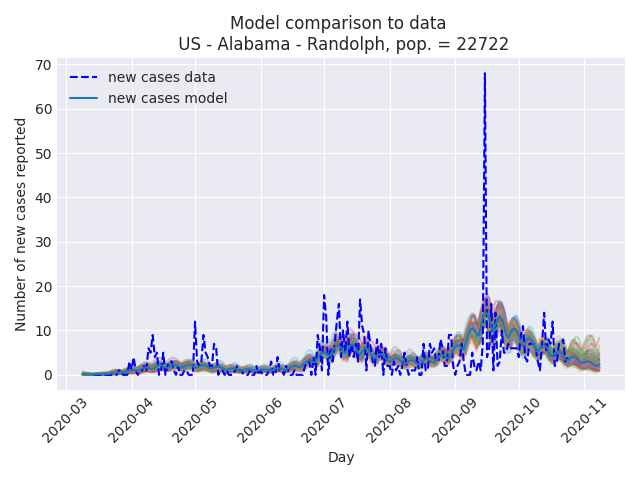 Model comparison to data
US - Alabama - Randolph, pop. = 22722
70
60
50
40
30
20
10
0
Number of new cases reported
new cases data
new cases model
2020-03
2020-04
2020-05
2020-06
2020-07
2020-08
2020-09
2020-10
2020-11
Day